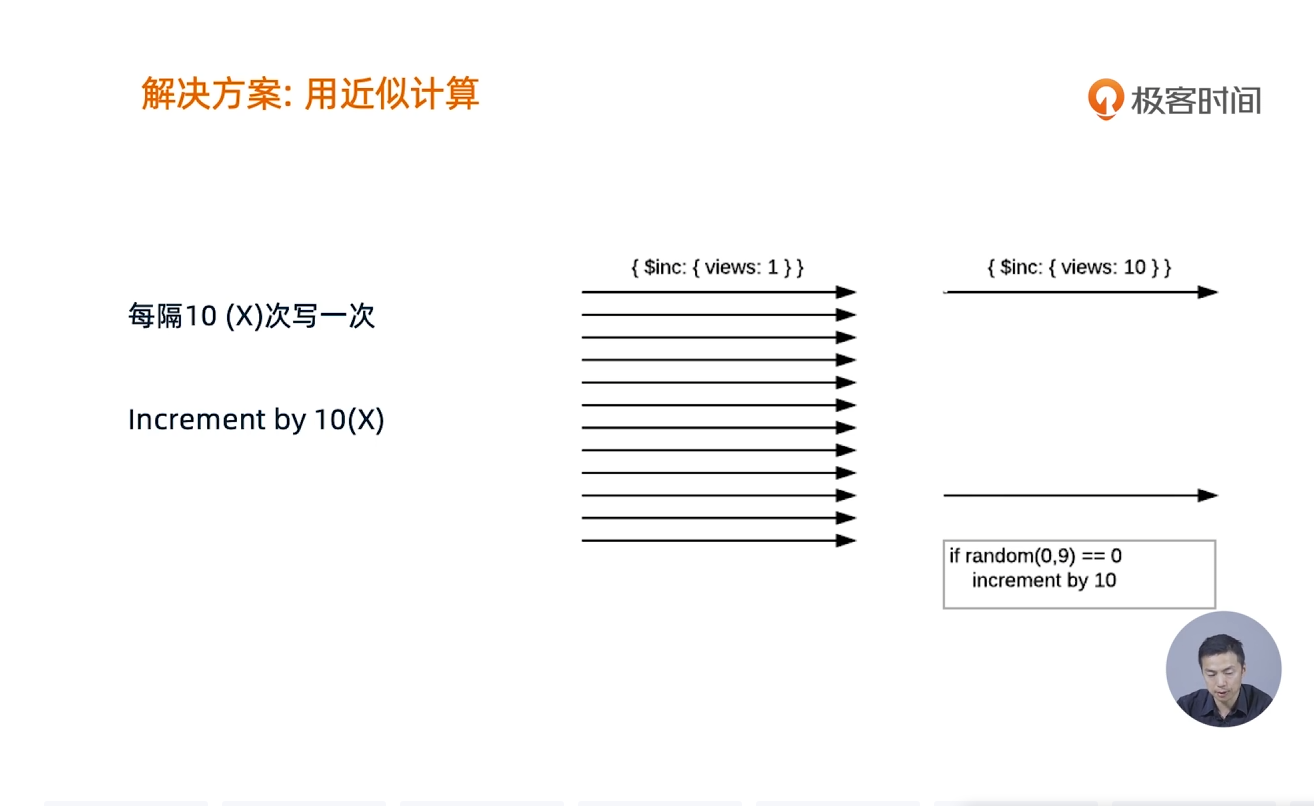 解决方案: 用近似计算
极客时间
每隔10 (X)次写一次
Increment by 10(X)
{ $inc: { views: 1 } }
{ $inc: { views: 10 } }
if random(0,9) == 0
increment by 10